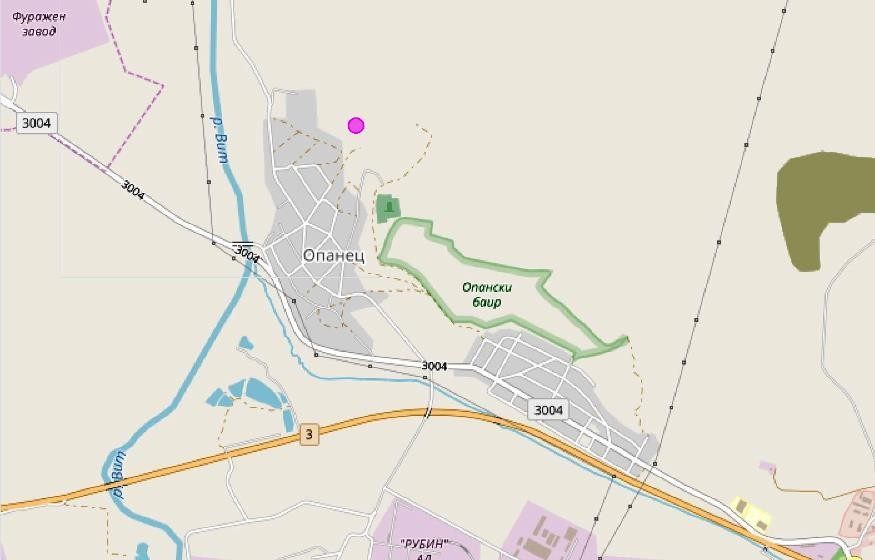 Фуражен
завод
3004
р. Вит
3004
3004
Опанец
Опански
баир
3004
3004
3
р. Вит
"РУБИН"
АД